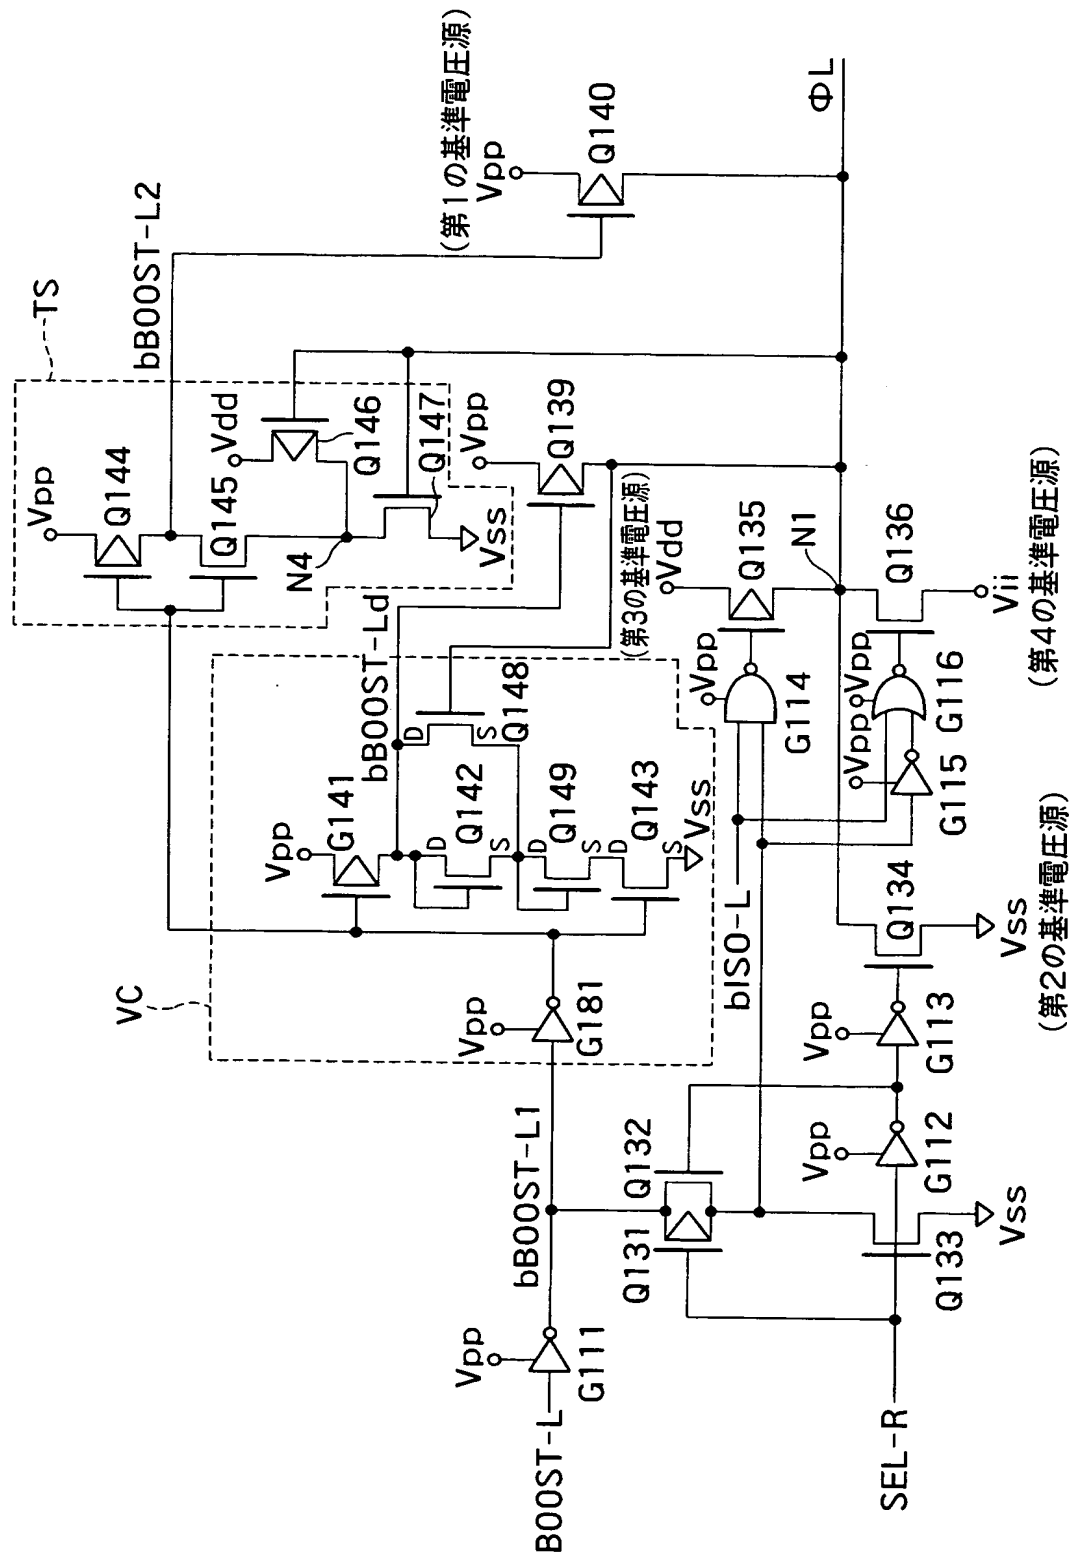 BOOST-L
Vpp
G111
bBOOST-L1
SEL-R
Q131
Q132
Q133
Vss
Vpp
G112
Vpp
G113
Q134
Vss
(第2の基準電圧源)
VC
Vpp
G181
Vpp
G141
bBOOST-Ld
D
S
Q142
D
S
Q148
D
S
Q149
D
S
Q143
Vss
bISO-L
Vpp
G114
Vpp
G115
Vpp
G116
(第3の基準電圧源)
Vdd
Q135
N1
Q136
Vii
(第4の基準電圧源)
TS
Vpp
Q144
Q145
N4
Vdd
Q146
Q147
Vss
bBOOST-L2
Vpp
Q139
(第1の基準電圧源)
Vpp
Q140
ΦL